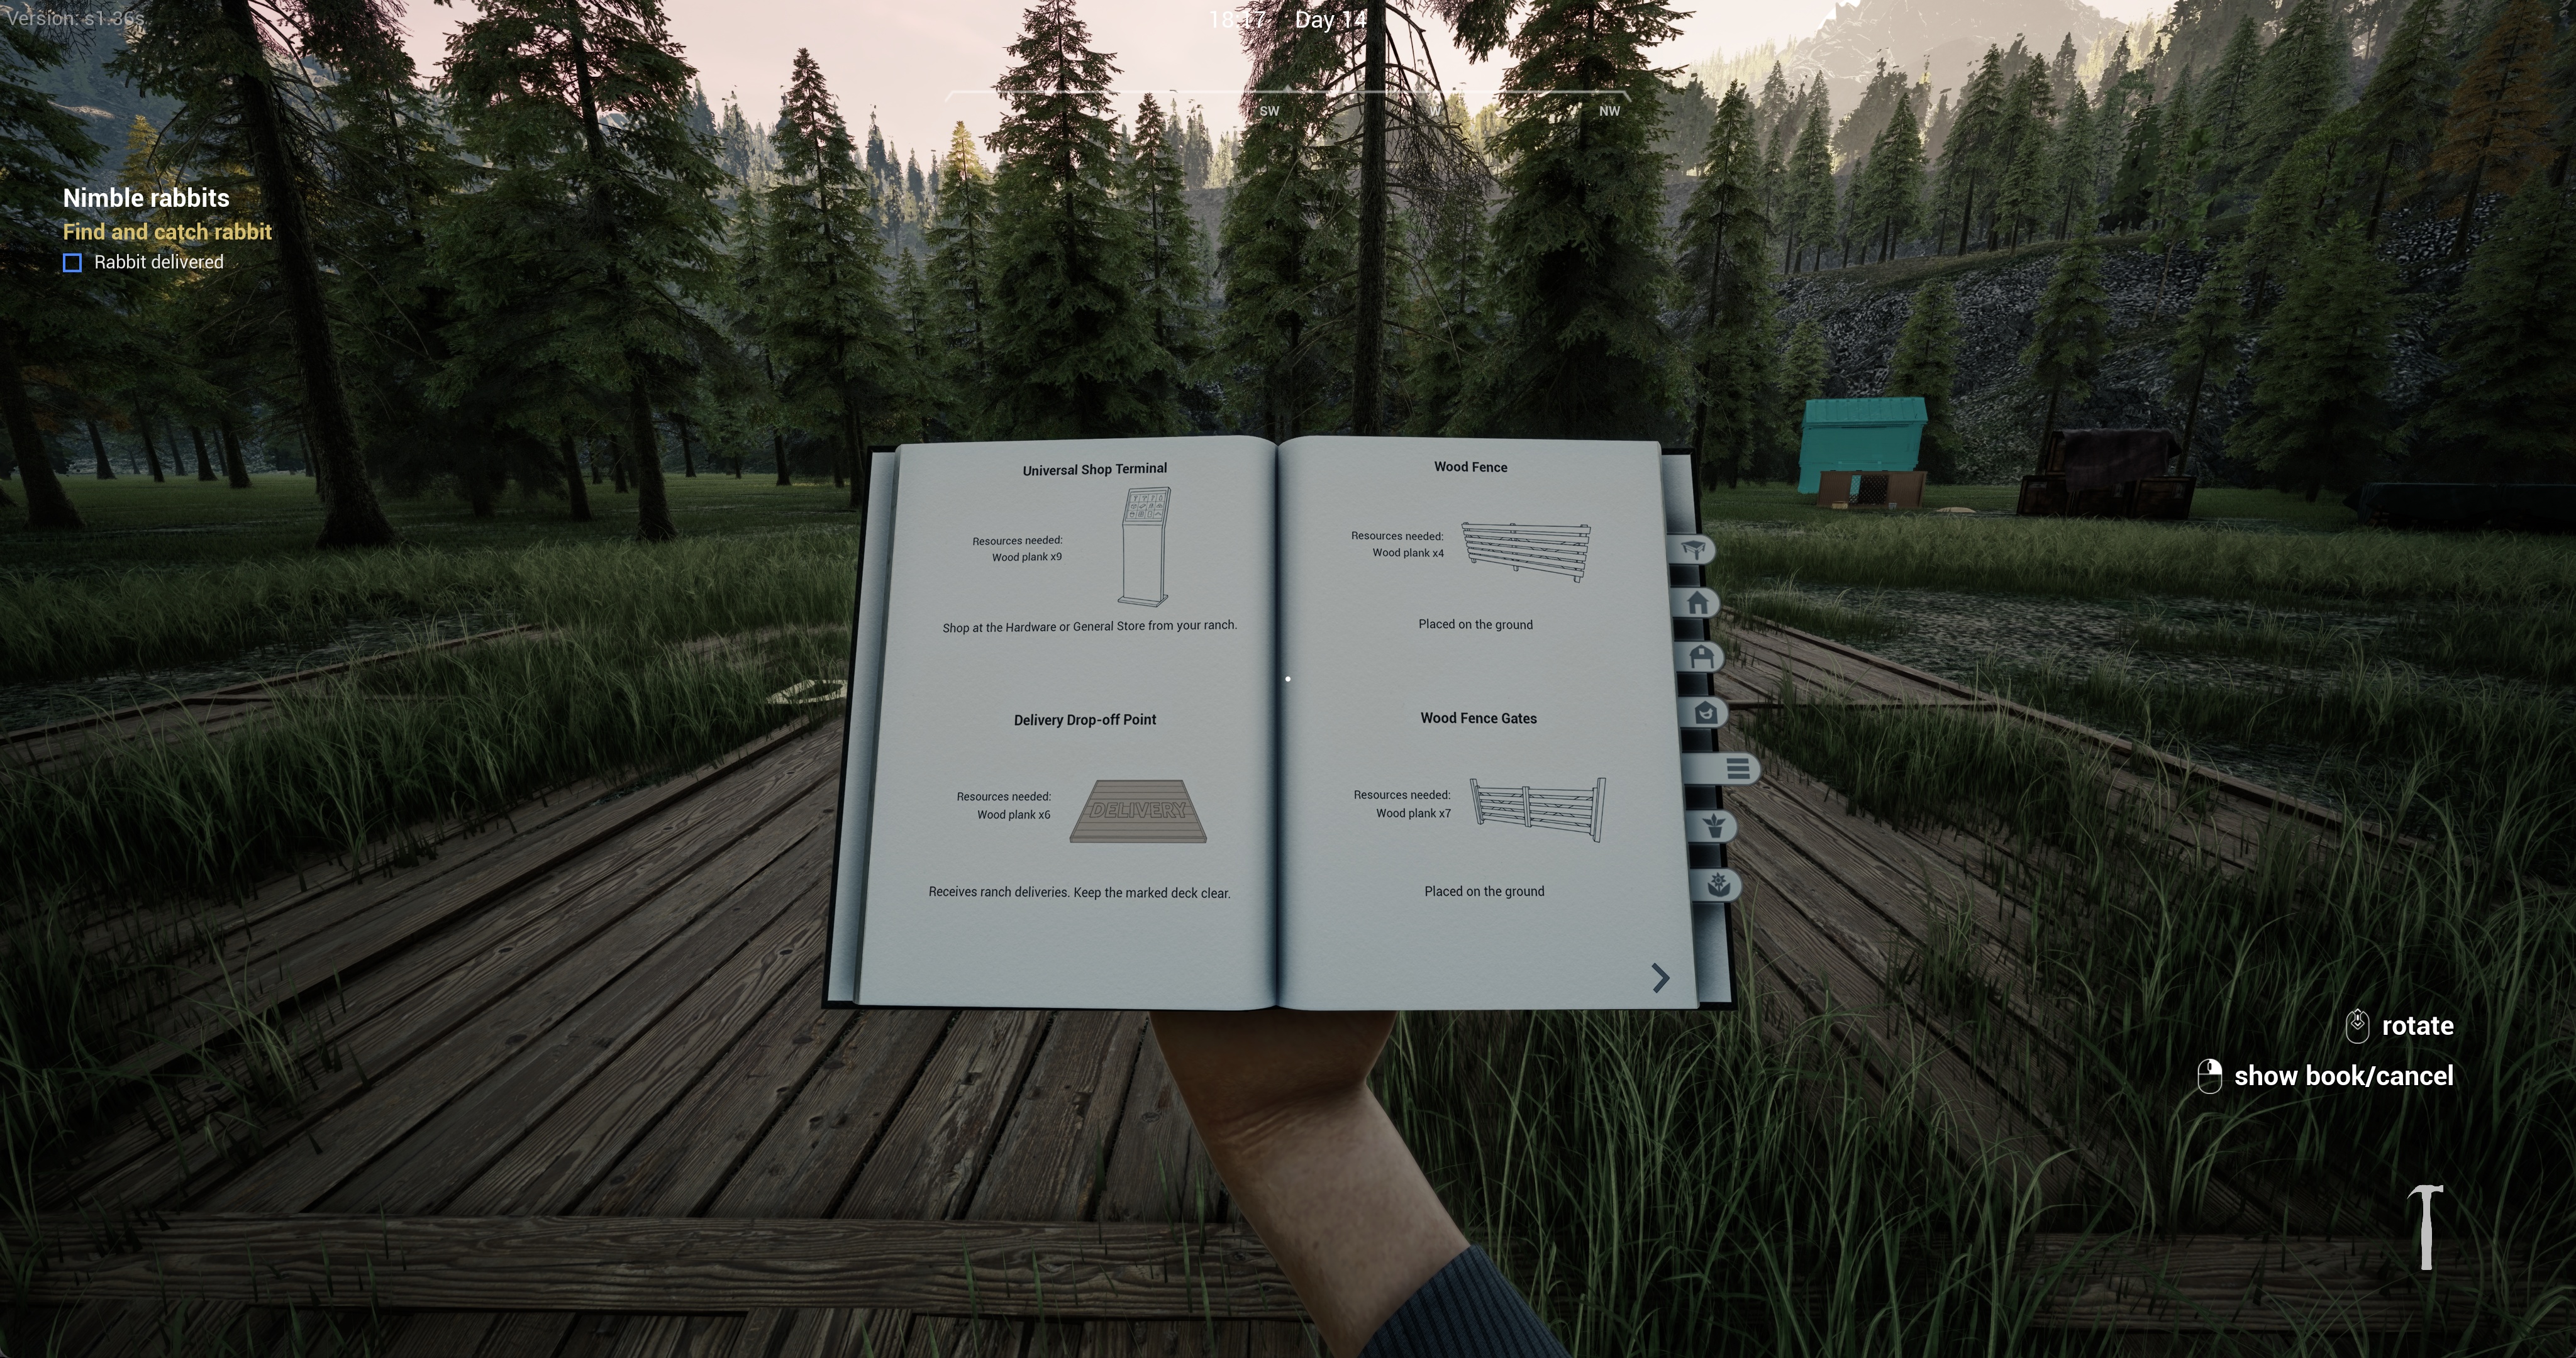 Version: s1.36s
18:17 Day 14
SW W NW
Nimble rabbits
Find and catch rabbit
Rabbit delivered
Universal Shop Terminal
Resources needed:
Wood plank x9
Shop at the Hardware or General Store from your ranch.
Delivery Drop-off Point
Resources needed:
Wood plank x6
DELIVERY
Receives ranch deliveries. Keep the marked deck clear.
Wood Fence
Resources needed:
Wood plank x4
Placed on the ground
Wood Fence Gates
Resources needed:
Wood plank x7
Placed on the ground
rotate
show book/cancel